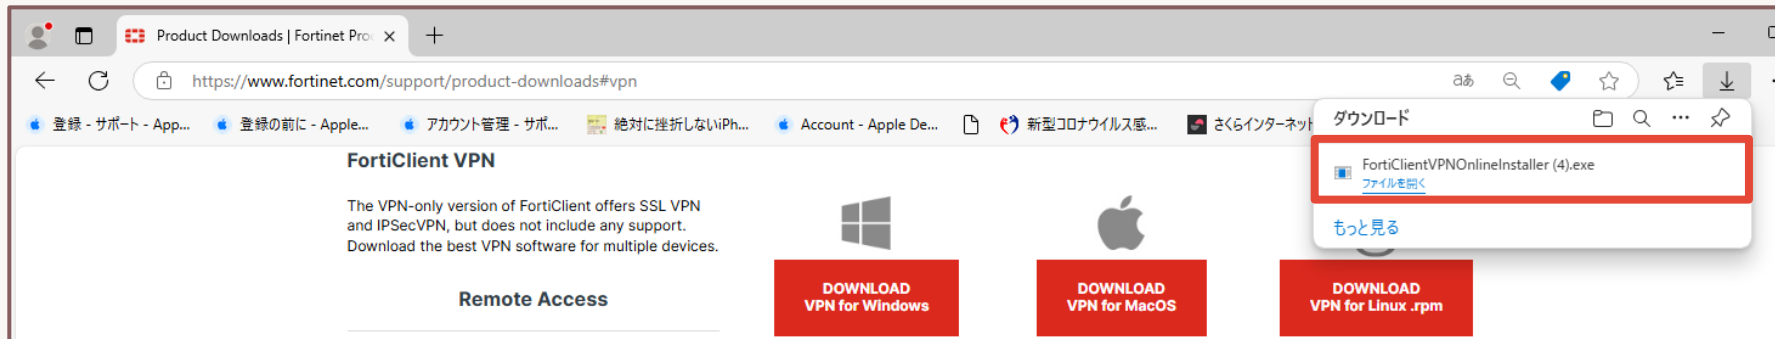 Product Downloads | Fortinet Pro
https://www.fortinet.com/support/product-downloads#vpn
aあ
登録 - サポート - App...
登録の前に - Apple...
アカウント管理 - サポ...
絶対に挫折しないiPh...
Account - Apple De...
新型コロナウイルス感...
さくらインターネット
ダウンロード
FortiClientVPNOnlineInstaller (4).exe
ファイルを開く
もっと見る
FortiClient VPN
The VPN-only version of FortiClient offers SSL VPN
and IPSecVPN, but does not include any support.
Download the best VPN software for multiple devices.
Remote Access
DOWNLOAD
VPN for Windows
DOWNLOAD
VPN for MacOS
DOWNLOAD
VPN for Linux .rpm